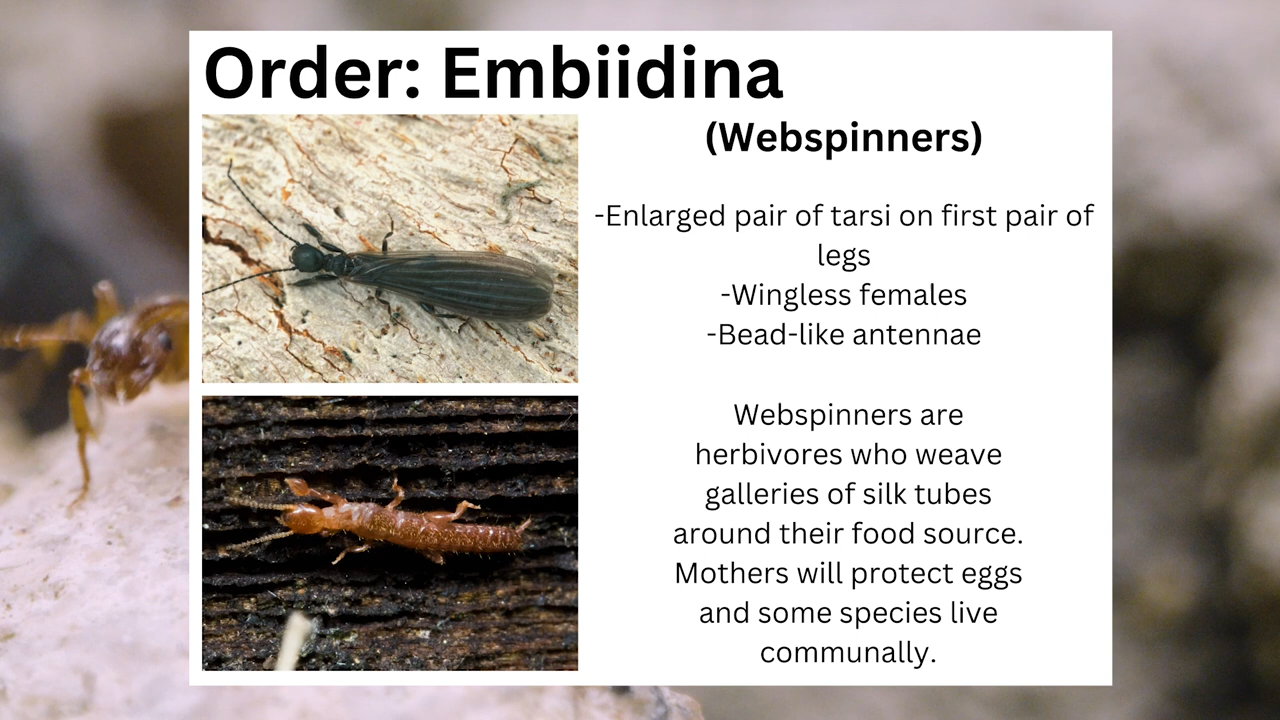 Order: Embiidina
(Webspinners)
-Enlarged pair of tarsi on first pair of
legs
-Wingless females
-Bead-like antennae
Webspinners are
herbivores who weave
galleries of silk tubes
around their food source.
Mothers will protect eggs
and some species live
communally.